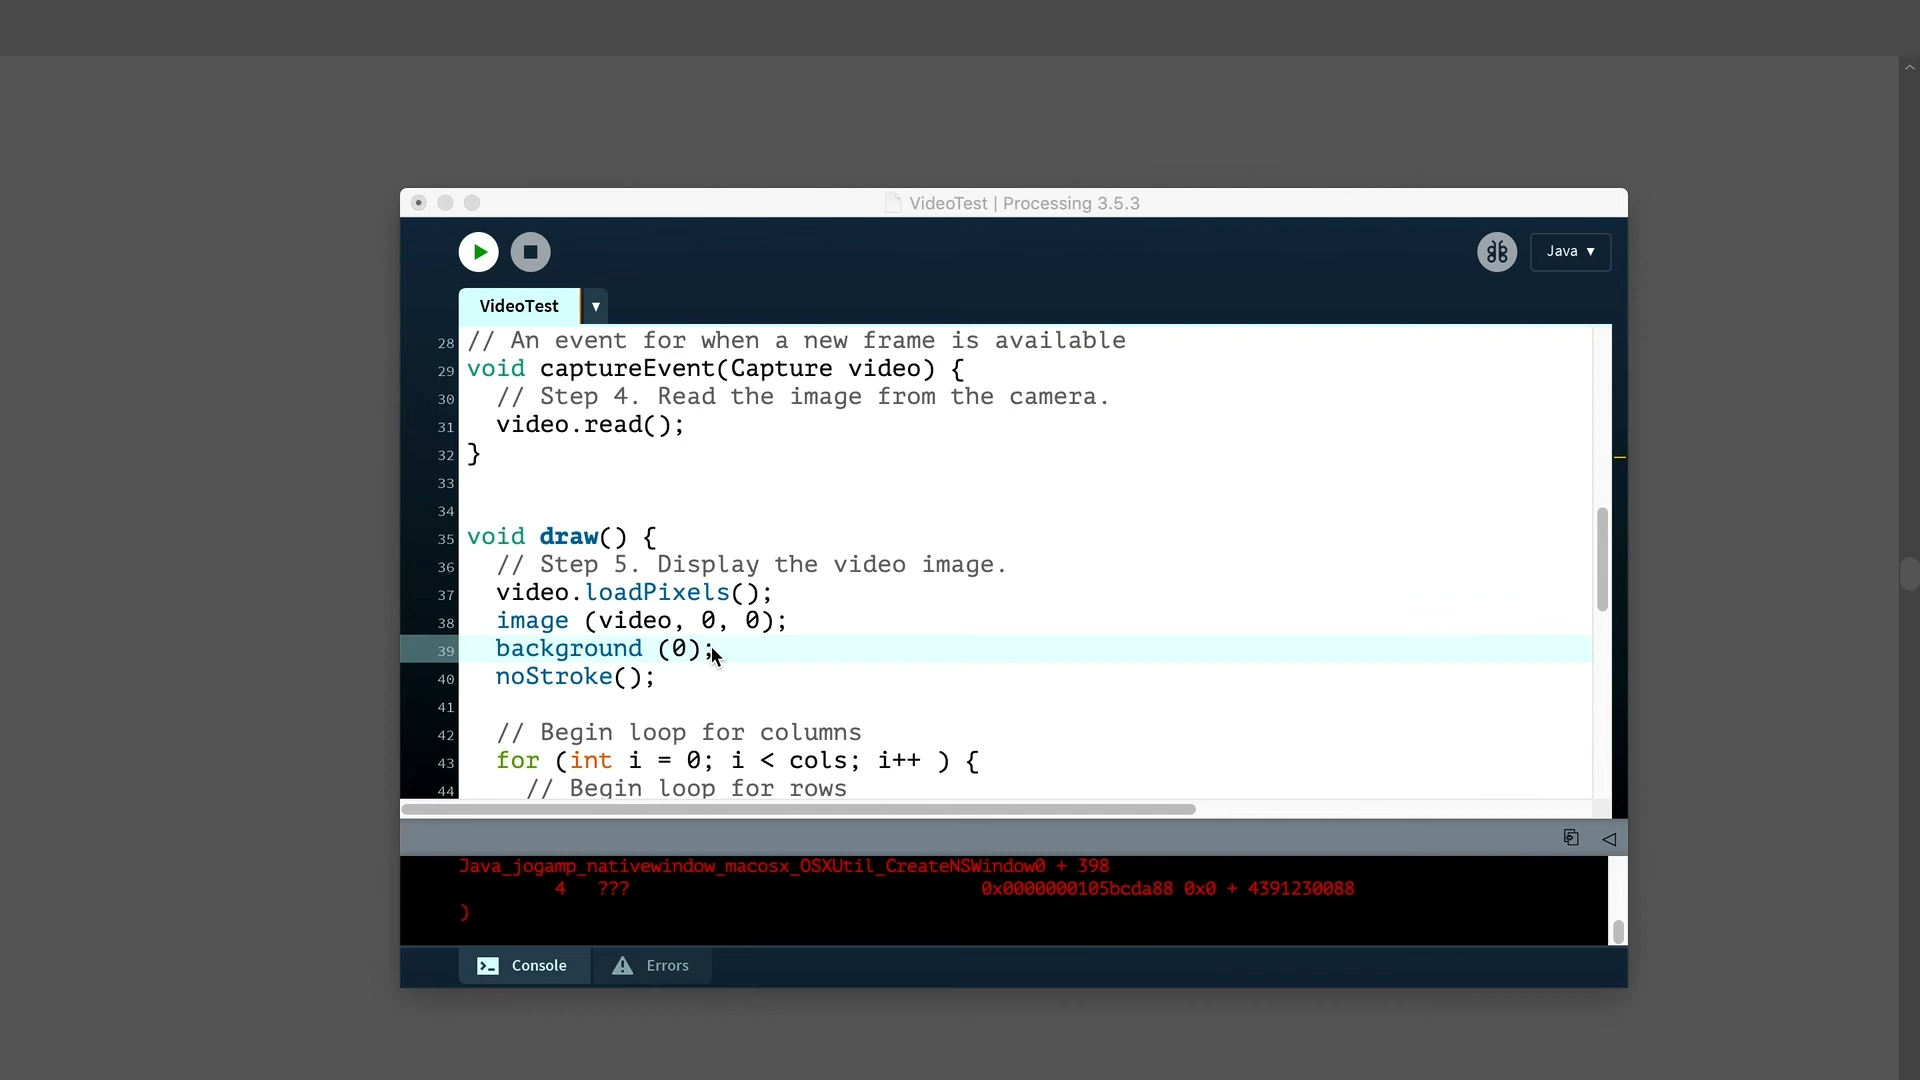 VideoTest | Processing 3.5.3
Java ▼
VideoTest ▼
28 // An event for when a new frame is available
29 void captureEvent(Capture video) {
30 // Step 4. Read the image from the camera.
31 video.read();
32 }
33
34
35 void draw() {
36 // Step 5. Display the video image.
37 video.loadPixels();
38 image (video, 0, 0);
39 background (0);
40 noStroke();
41
42 // Begin loop for columns
43 for (int i = 0; i < cols; i++ ) {
44 // Begin loop for rows
Java_jogamp_nativewindow_macosx_OSXUtil_CreateNSWindow0 + 398
4 ??? 0x0000000105bcda88 0x0 + 4391230088
)
Console Errors